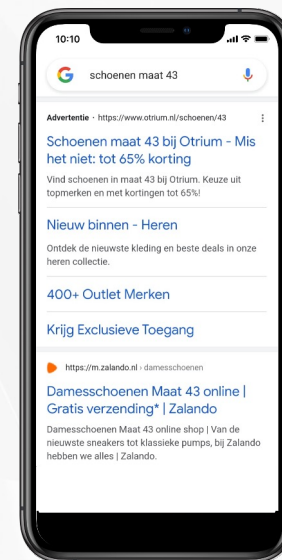 10:10
schoenen maat 43
Advertentie · https://www.otrium.nl/schoenen/43
Schoenen maat 43 bij Otrium - Mis
het niet: tot 65% korting
Vind schoenen in maat 43 bij Otrium. Keuze uit
topmerken en met kortingen tot 65%!
Nieuw binnen - Heren
Ontdek de nieuwste kleding en beste deals in onze
heren collectie.
400+ Outlet Merken
Krijg Exclusieve Toegang
https://m.zalando.nl › damesschoenen
Damesschoenen Maat 43 online |
Gratis verzending* | Zalando
Damesschoenen Maat 43 online shop | Van de
nieuwste sneakers tot klassieke pumps, bij Zalando
hebben we alles | Zalando.